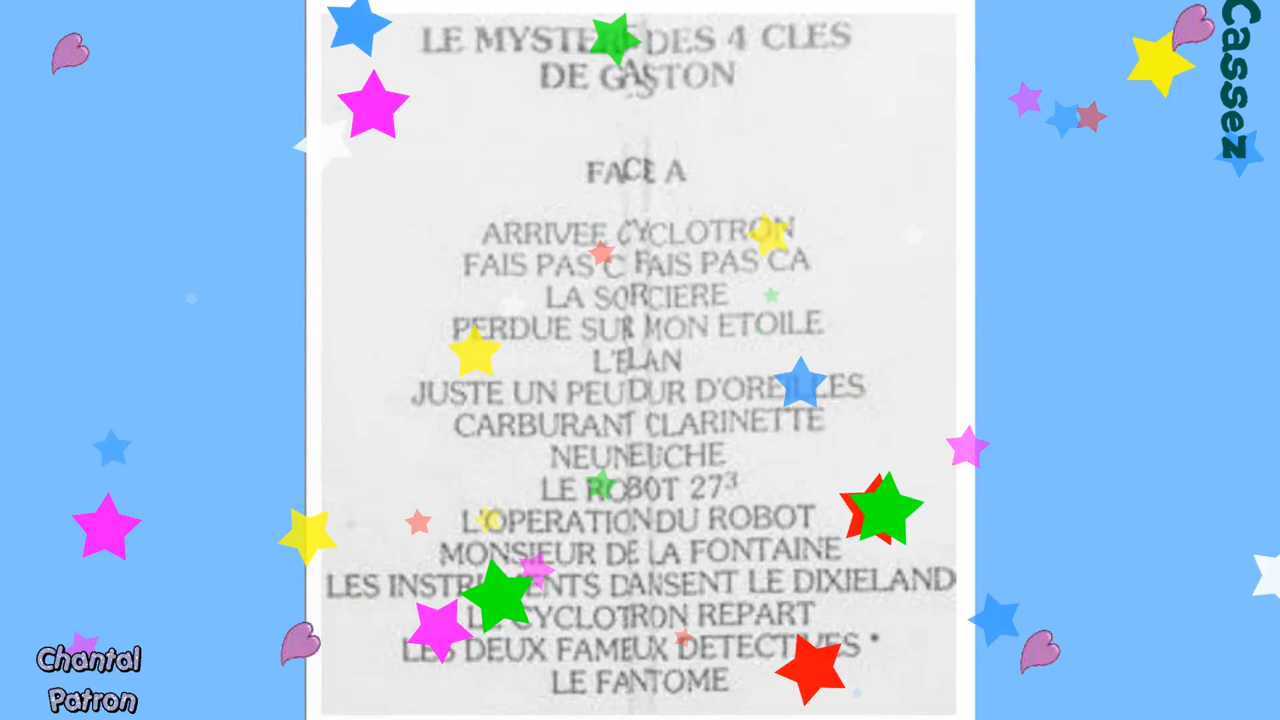 LE MYSTERE DES 4 CLES
DE GASTON
FACE A
ARRIVEE CYCLOTRON
FAIS PAS C FAIS PAS CA
LA SORCIERE
PERDUE SUR MON ETOILE
L'ELAN
JUSTE UN PEU DUR D'OREILLES
CARBURANT CLARINETTE
NEUNEUCHE
LE ROBOT 27³
L'OPERATION DU ROBOT
MONSIEUR DE LA FONTAINE
LES INSTRUMENTS DANSENT LE DIXIELAND
LE CYCLOTRON REPART
LES DEUX FAMEUX DETECTIVES *
LE FANTOME
Cassez
Chantal
Patron